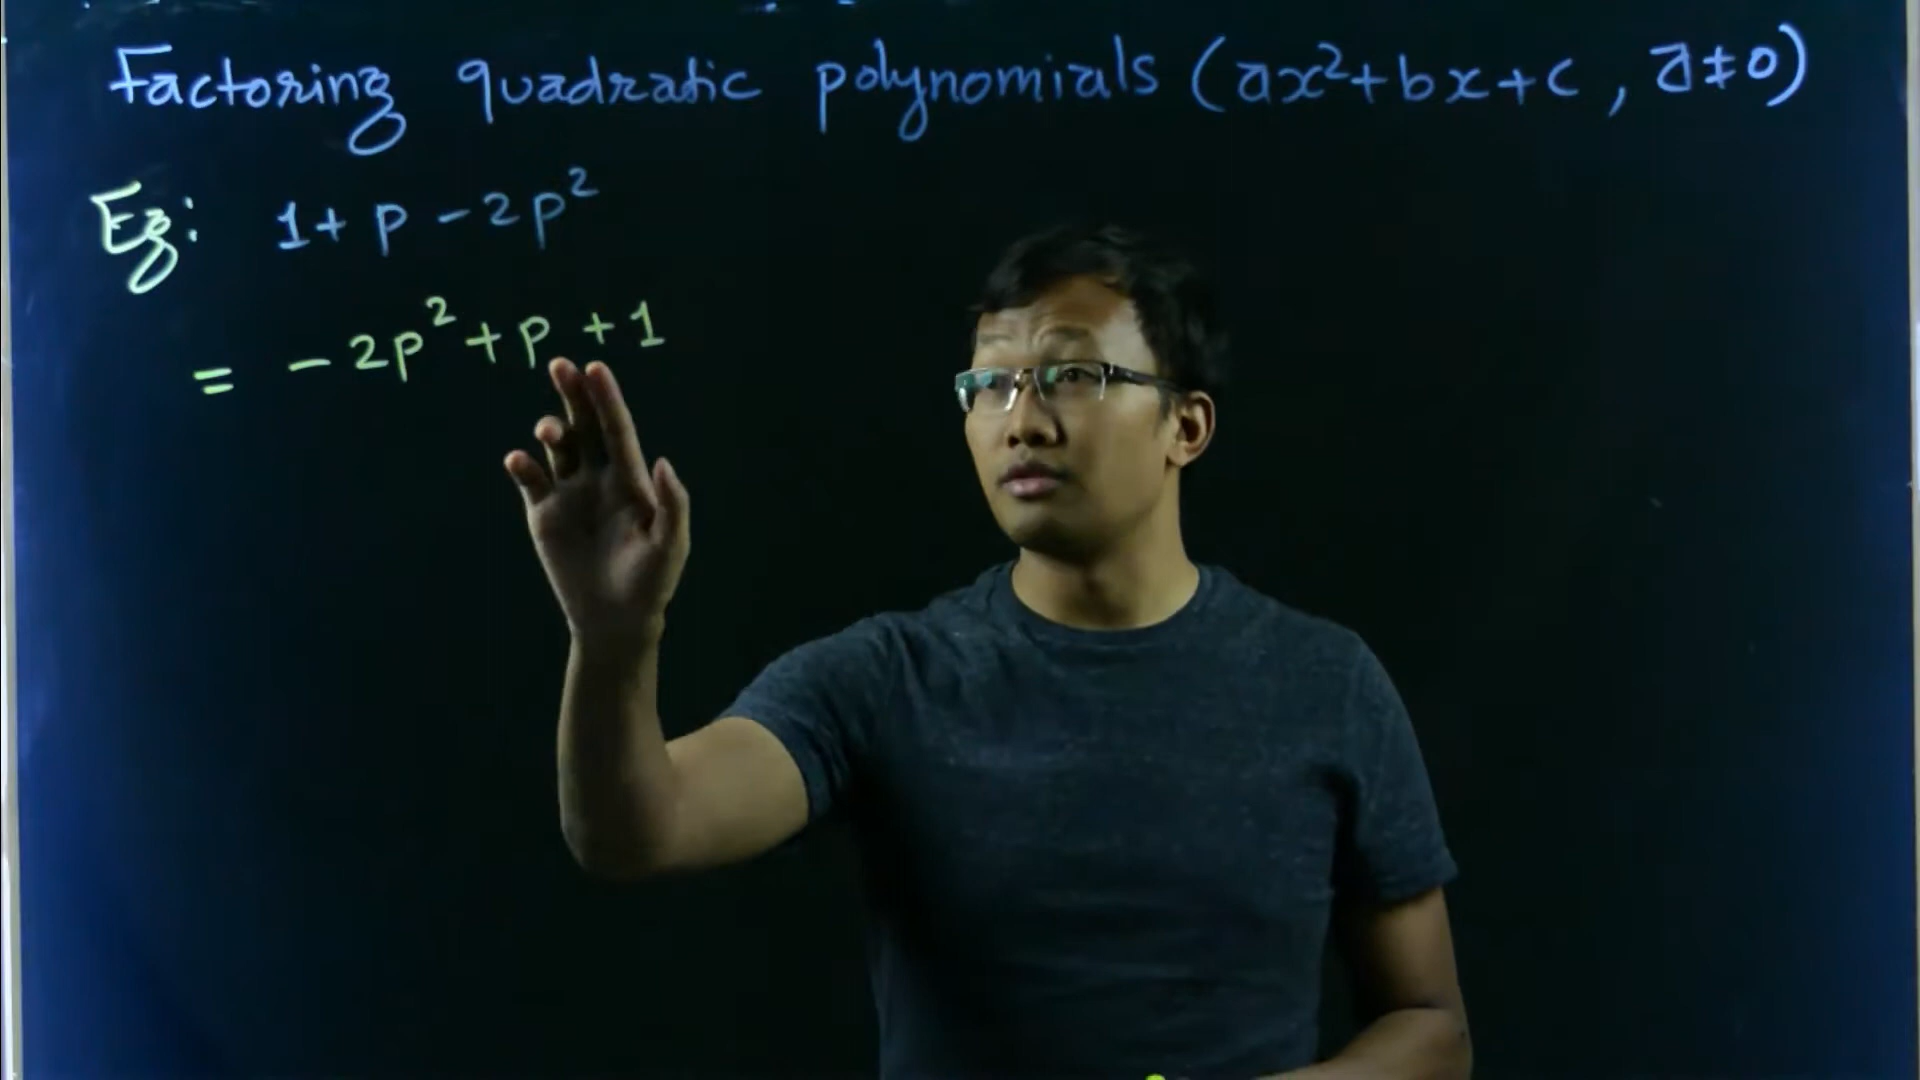 Factoring quadratic polynomials (ax²+bx+c, a≠0)
Eg: 1+p-2p²
= -2p²+p+1